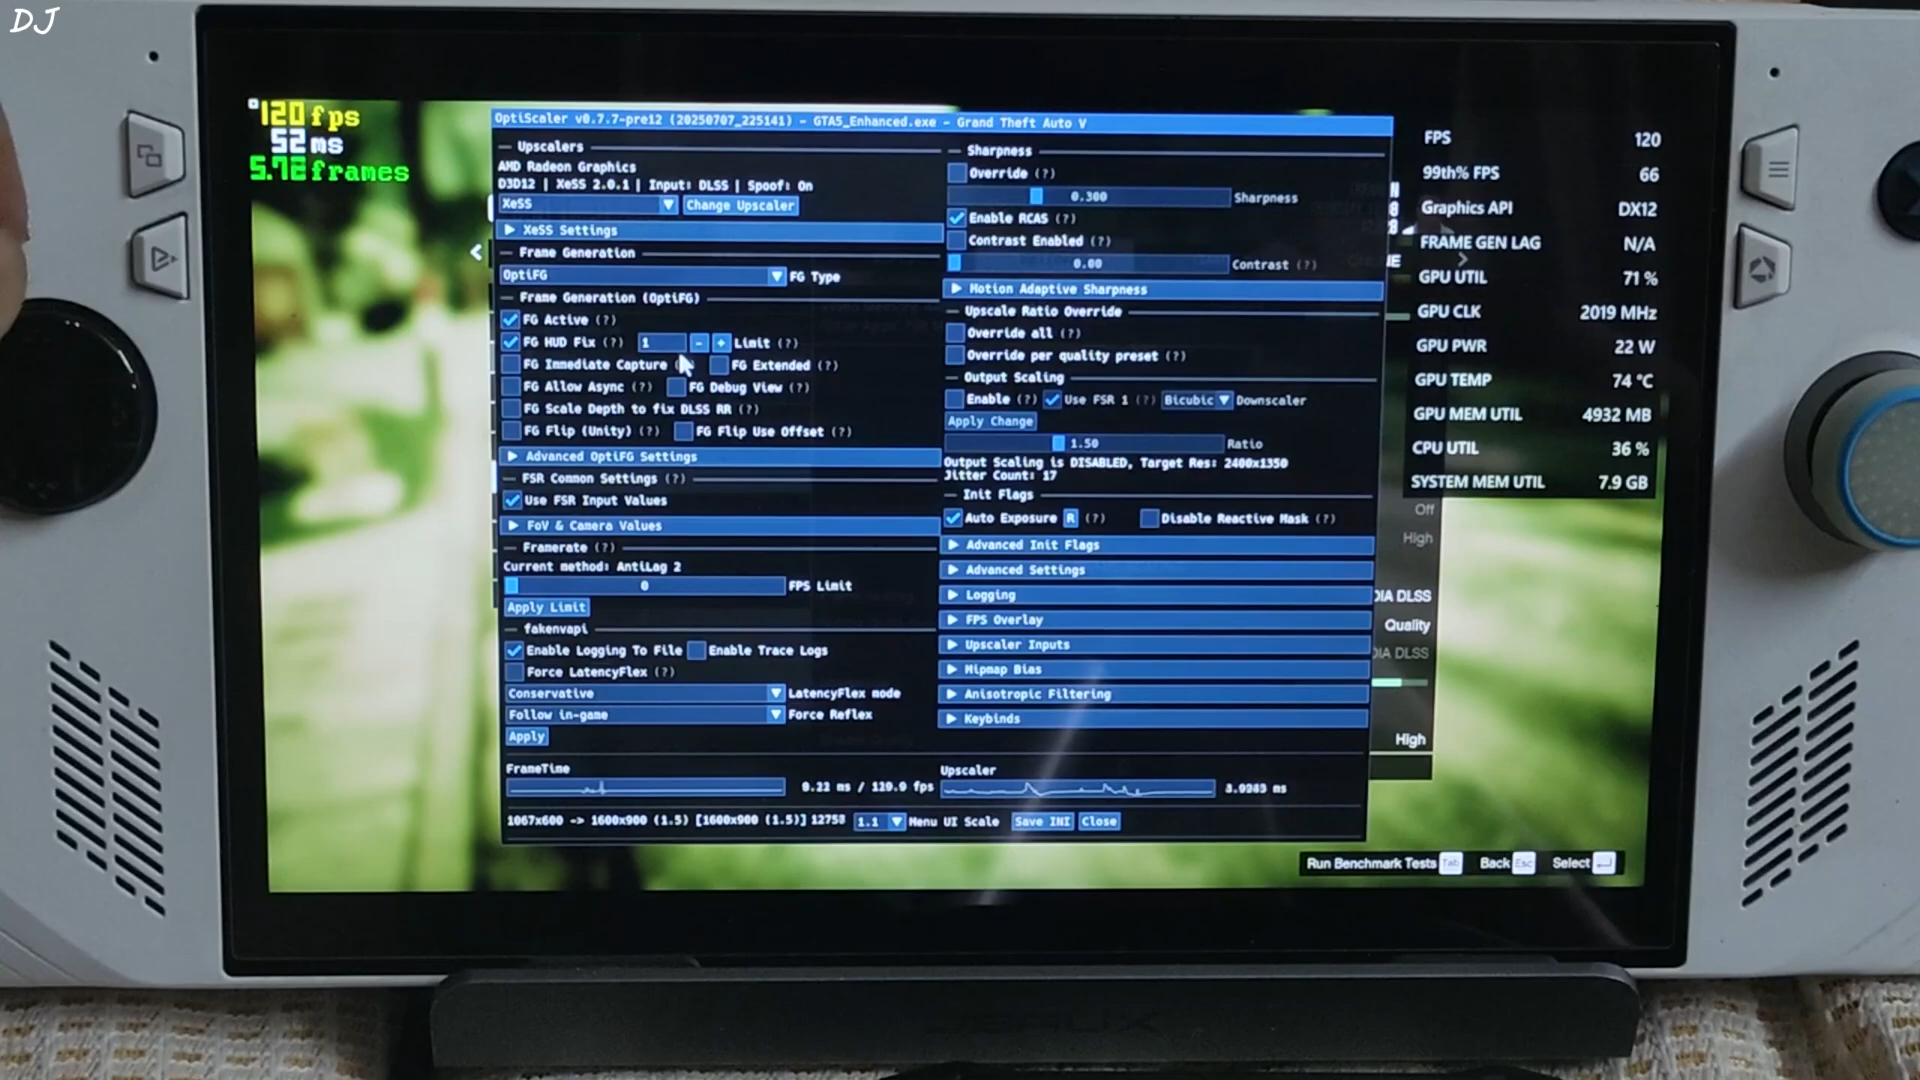 DJ
120 fps
52 ms
5.72 frames
OptiScaler v0.7.7-pre12 (20250707_225141) - GTA5_Enhanced.exe - Grand Theft Auto V
Upscalers
AMD Radeon Graphics
D3D12 | XeSS 2.0.1 | Input: DLSS | Spoof: On
XeSS Change Upscaler
XeSS Settings
Frame Generation
OptiFG FG Type
Frame Generation (OptiFG)
FG Active (?)
FG HUD Fix (?) 1 - + Limit (?)
FG Immediate Capture FG Extended (?)
FG Allow Async (?) FG Debug View (?)
FG Scale Depth to fix DLSS RR (?)
FG Flip (Unity) (?) FG Flip Use Offset (?)
Advanced OptiFG Settings
FSR Common Settings (?)
Use FSR Input Values
FoV & Camera Values
Framerate (?)
Current method: AntiLag 2
0 FPS Limit
Apply Limit
fakenvapi
Enable Logging To File Enable Trace Logs
Force LatencyFlex (?)
Conservative LatencyFlex mode
Follow in-game Force Reflex
Apply
FrameTime
ms / fps
Sharpness
Override (?)
0.300 Sharpness
Enable RCAS (?)
Contrast Enabled (?)
0.00 Contrast (?)
Motion Adaptive Sharpness
Upscale Ratio Override
Override all (?)
Override per quality preset (?)
Output Scaling
Enable (?) Use FSR 1 (?) Bicubic Downscaler
Apply Change
1.50 Ratio
Output Scaling is DISABLED, Target Res: 2400x1350
Jitter Count: 17
Init Flags
Auto Exposure R (?) Disable Reactive Mask (?)
Advanced Init Flags
Advanced Settings
Logging
FPS Overlay
Upscaler Inputs
Mipmap Bias
Anisotropic Filtering
Keybinds
Upscaler
ms
1067x600 -> 1600x900 (1.5) [1600x900 (1.5)] 12753 1.1 Menu UI Scale Save INI Close
FPS 120
99th% FPS 66
Graphics API DX12
FRAME GEN LAG N/A
GPU UTIL 71 %
GPU CLK 2019 MHz
GPU PWR 22 W
GPU TEMP 74 °C
GPU MEM UTIL 4932 MB
CPU UTIL 36 %
SYSTEM MEM UTIL 7.9 GB
Off
High
DIA DLSS
Quality
DIA DLSS
High
Run Benchmark Tests Tab Back Esc Select